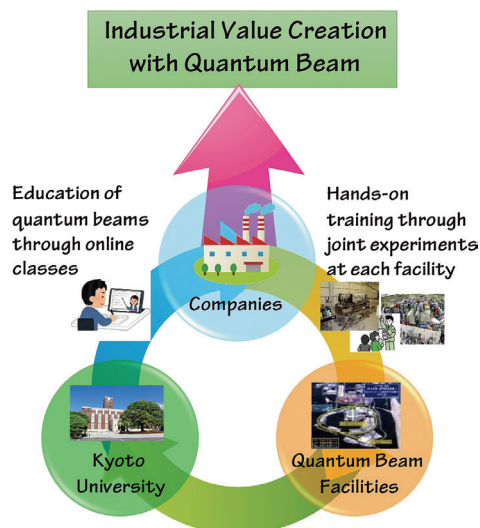 Industrial Value Creation
with Quantum Beam
Education of
quantum beams
through online
classes
Hands-on
training through
joint experiments
at each facility
Companies
Kyoto
University
Quantum Beam
Facilities